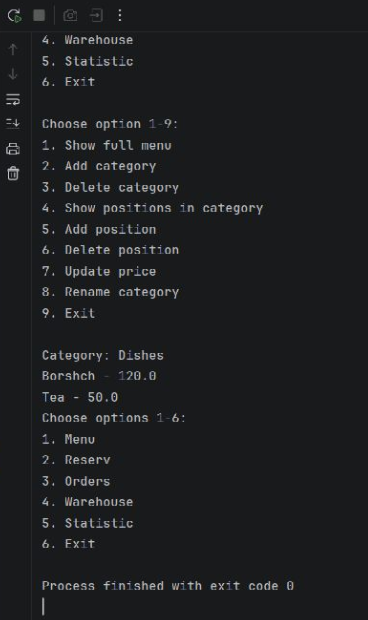 4. Warehouse
5. Statistic
6. Exit
Choose option 1-9:
1. Show full menu
2. Add category
3. Delete category
4. Show positions in category
5. Add position
6. Delete position
7. Update price
8. Rename category
9. Exit
Category: Dishes
Borshch - 120.0
Tea - 50.0
Choose options 1-6:
1. Menu
2. Reserv
3. Orders
4. Warehouse
5. Statistic
6. Exit
Process finished with exit code 0